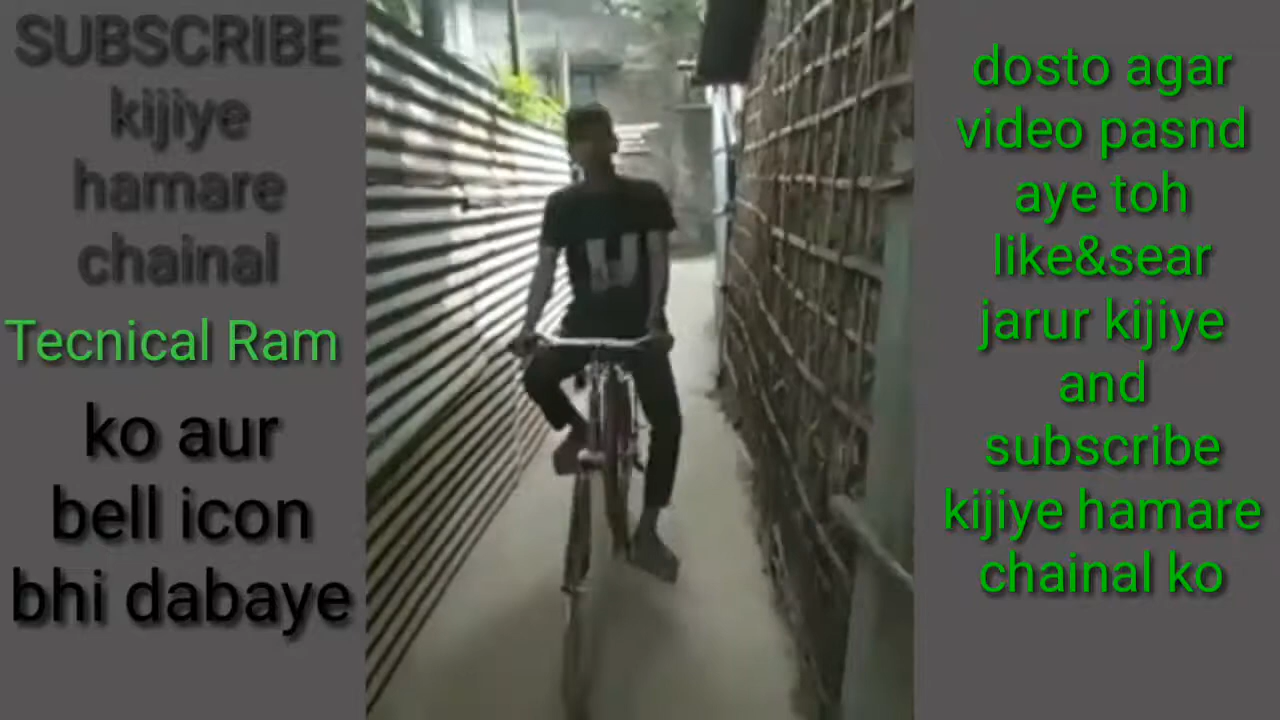 SUBSCRIBE
kijiye
hamare
chainal
Tecnical Ram
ko aur
bell icon
bhi dabaye
dosto agar
video pasnd
aye toh
like&sear
jarur kijiye
and
subscribe
kijiye hamare
chainal ko